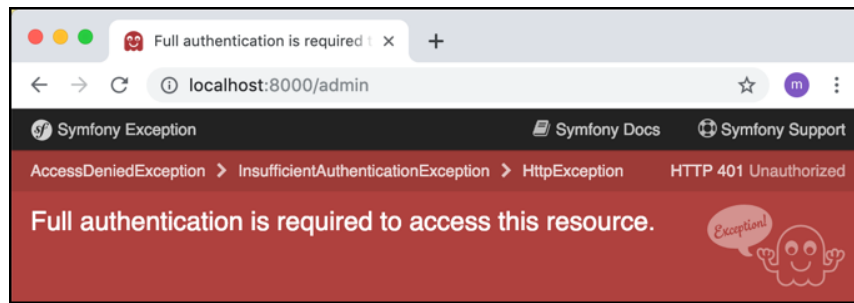 Full authentication is required t
localhost:8000/admin
m
sf Symfony Exception Symfony Docs Symfony Support
AccessDeniedException > InsufficientAuthenticationException > HttpException HTTP 401 Unauthorized
Full authentication is required to access this resource.
Exception!